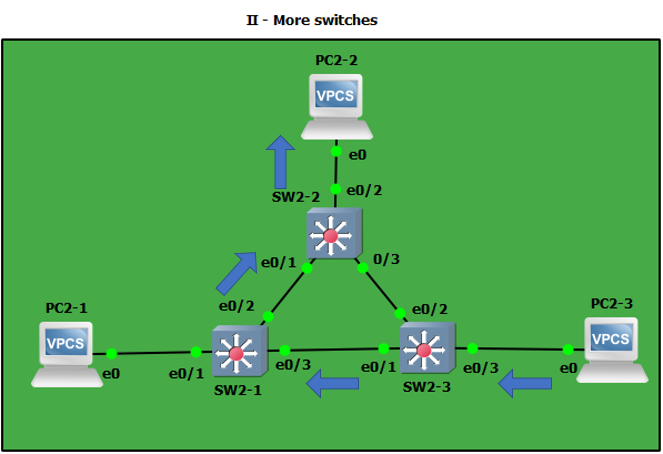 II - More switches
PC2-2
VPCS
e0
e0/2
SW2-2
e0/1
0/3
e0/2
e0/2
PC2-1
PC2-3
VPCS
VPCS
e0
e0/1
e0/3
e0/1
e0/3
e0
SW2-1
SW2-3